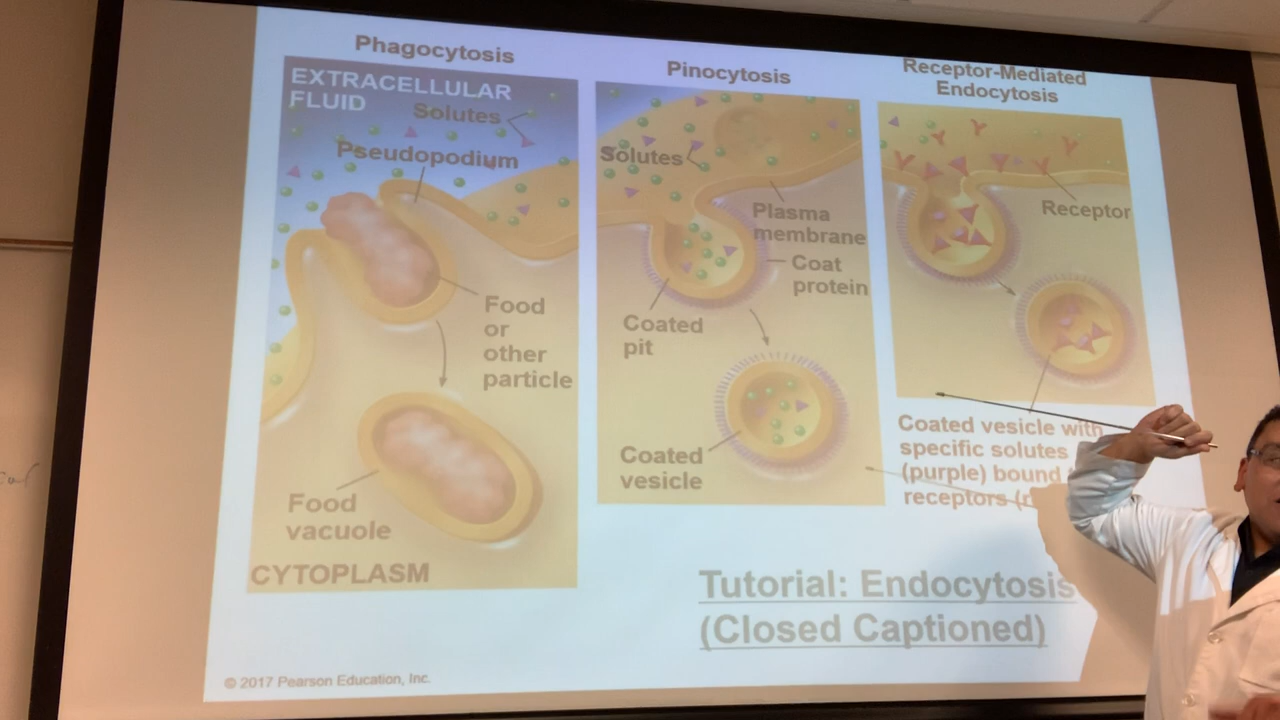 Phagocytosis
EXTRACELLULAR
FLUID
Solutes
Pseudopodium
Food
or
other
particle
Food
vacuole
CYTOPLASM
Pinocytosis
Solutes
Plasma
membrane
Coat
protein
Coated
pit
Coated
vesicle
Receptor-Mediated
Endocytosis
Receptor
Coated vesicle with
specific solutes
(purple) bound
receptors (r
Tutorial: Endocytosis
(Closed Captioned)
© 2017 Pearson Education, Inc.